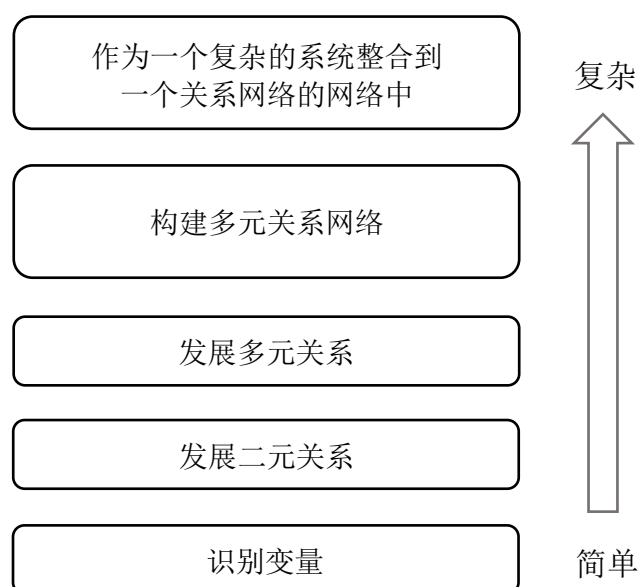 作为一个复杂的系统整合到
一个关系网络的网络中
复杂
构建多元关系网络
发展多元关系
发展二元关系
识别变量
简单